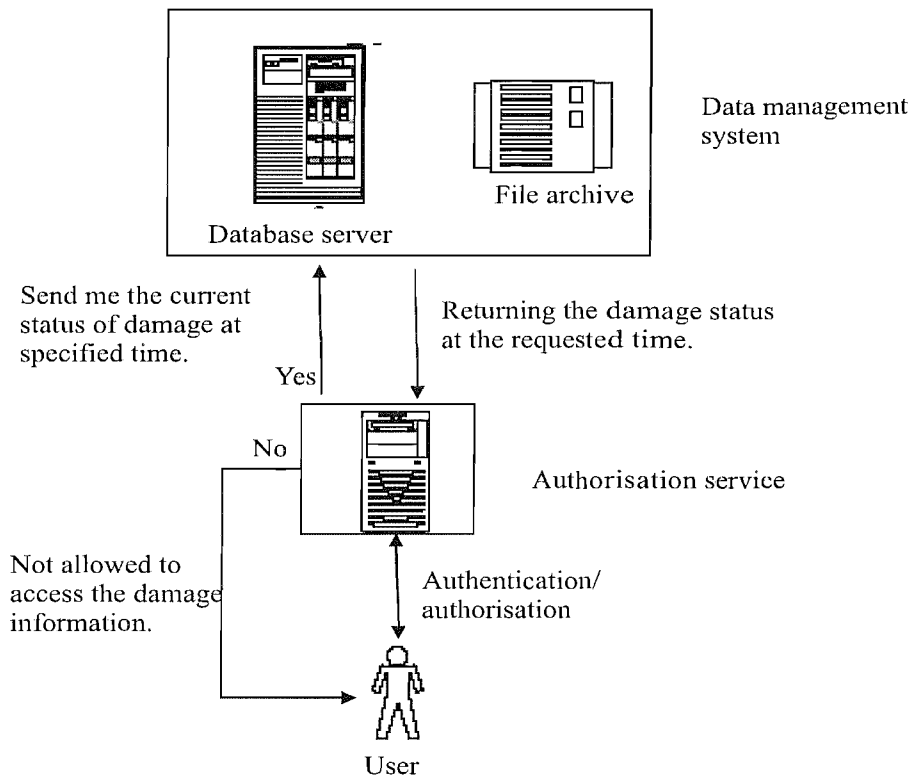 Data management
system
File archive
Database server
Send me the current
status of damage at
specified time.
Returning the damage status
at the requested time.
Yes
No
Authorisation service
Not allowed to
access the damage
information.
Authentication/
authorisation
User